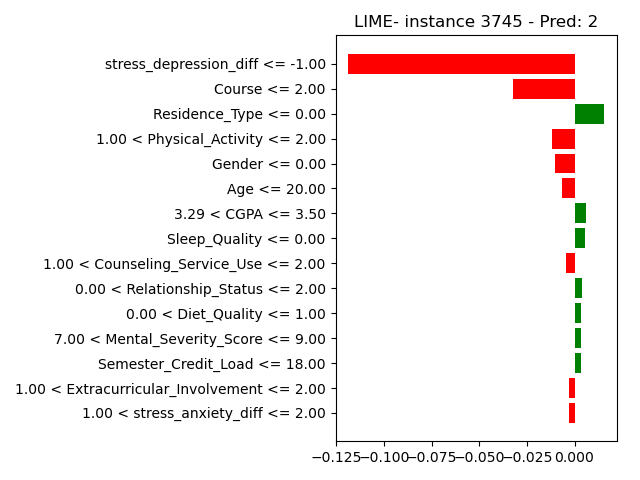 LIME- instance 3745 - Pred: 2
stress_depression_diff <= -1.00
Course <= 2.00
Residence_Type <= 0.00
1.00 < Physical_Activity <= 2.00
Gender <= 0.00
Age <= 20.00
3.29 < CGPA <= 3.50
Sleep_Quality <= 0.00
1.00 < Counseling_Service_Use <= 2.00
0.00 < Relationship_Status <= 2.00
0.00 < Diet_Quality <= 1.00
7.00 < Mental_Severity_Score <= 9.00
Semester_Credit_Load <= 18.00
1.00 < Extracurricular_Involvement <= 2.00
1.00 < stress_anxiety_diff <= 2.00
−0.125 −0.100 −0.075 −0.050 −0.025 0.000